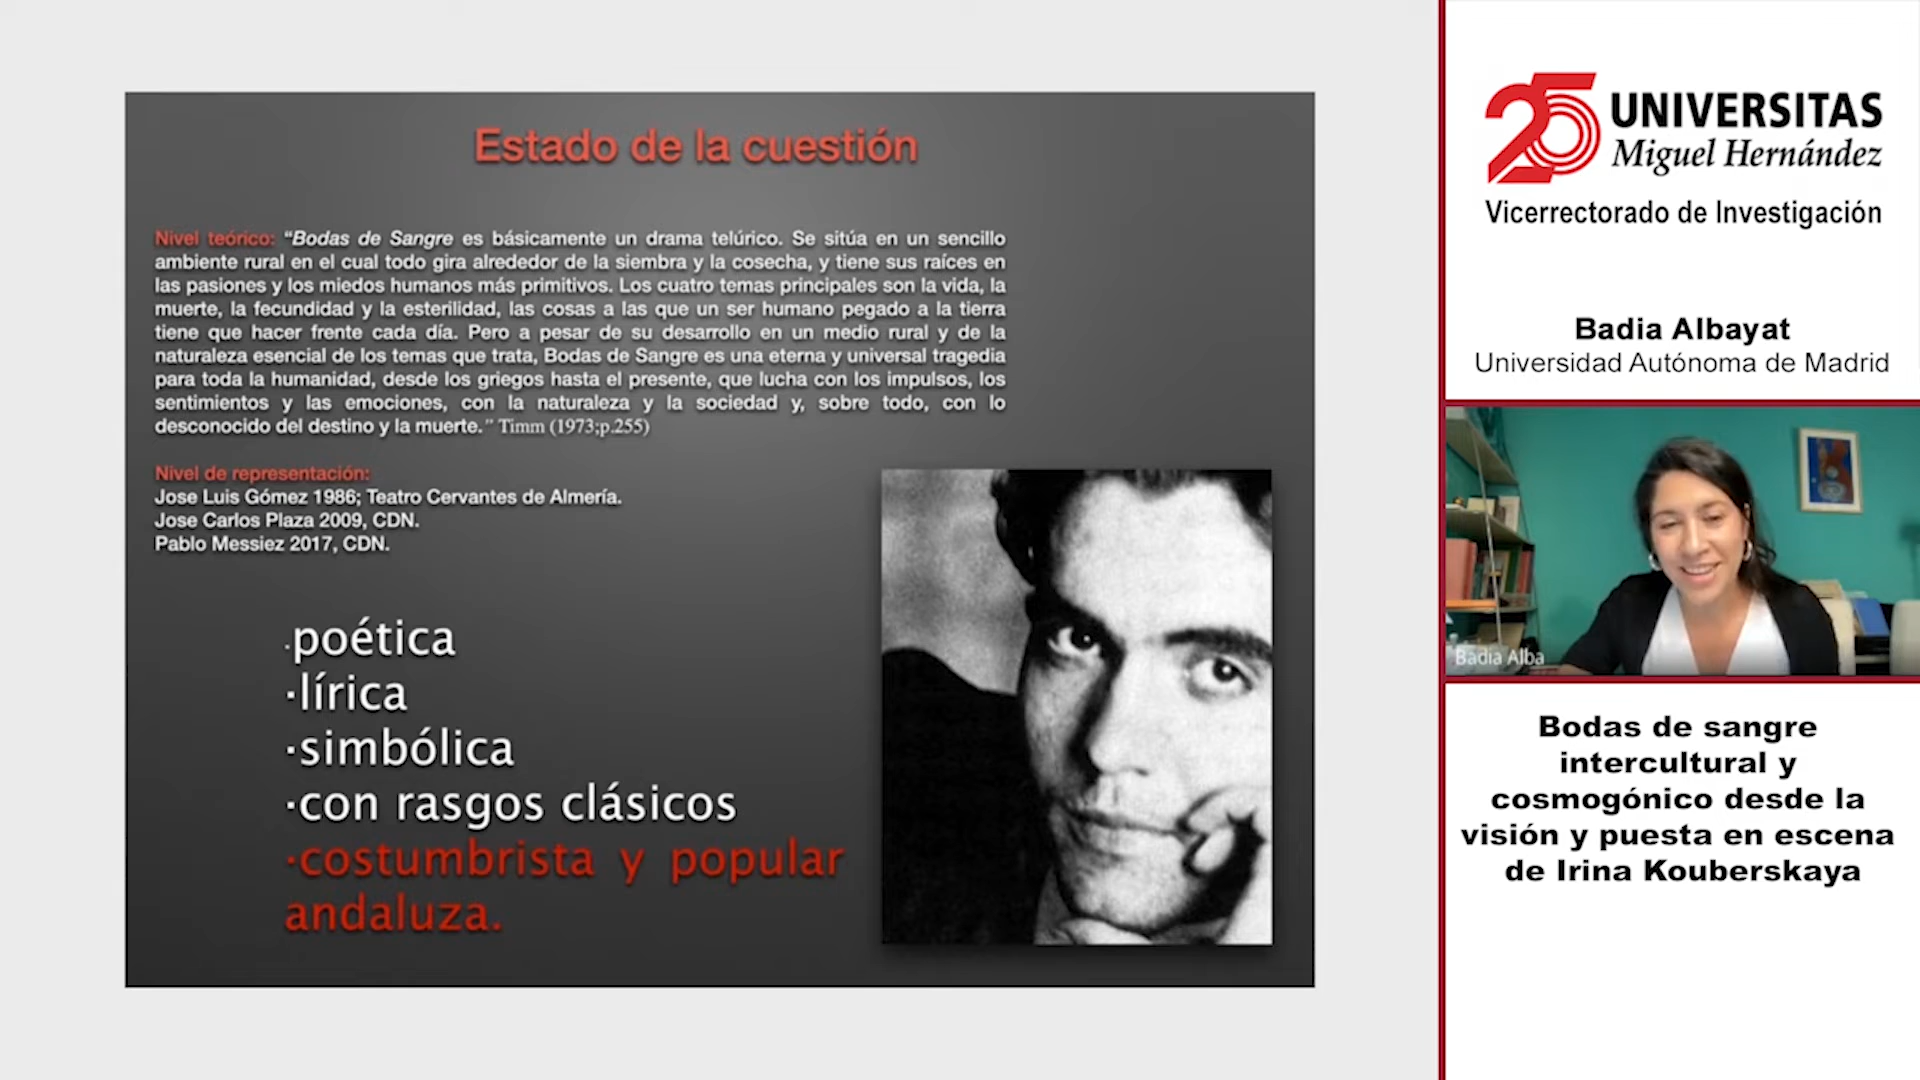 Estado de la cuestión
Nivel teórico: “Bodas de Sangre es básicamente un drama telúrico. Se sitúa en un sencillo
ambiente rural en el cual todo gira alrededor de la siembra y la cosecha, y tiene sus raíces en
las pasiones y los miedos humanos más primitivos. Los cuatro temas principales son la vida, la
muerte, la fecundidad y la esterilidad, las cosas a las que un ser humano pegado a la tierra
tiene que hacer frente cada día. Pero a pesar de su desarrollo en un medio rural y de la
naturaleza esencial de los temas que trata, Bodas de Sangre es una eterna y universal tragedia
para toda la humanidad, desde los griegos hasta el presente, que lucha con los impulsos, los
sentimientos y las emociones, con la naturaleza y la sociedad y, sobre todo, con lo
desconocido del destino y la muerte.” Timm (1973;p.255)
Nivel de representación:
Jose Luis Gómez 1986; Teatro Cervantes de Almería.
Jose Carlos Plaza 2009, CDN.
Pablo Messiez 2017, CDN.
·poética
·lírica
·simbólica
·con rasgos clásicos
·costumbrista y popular
andaluza.
25 UNIVERSITAS
Miguel Hernández
Vicerrectorado de Investigación
Badia Albayat
Universidad Autónoma de Madrid
Badia Alba
Bodas de sangre
intercultural y
cosmogónico desde la
visión y puesta en escena
de Irina Kouberskaya